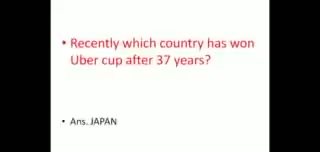 • Recently which country has won
Uber cup after 37 years?
• Ans. JAPAN